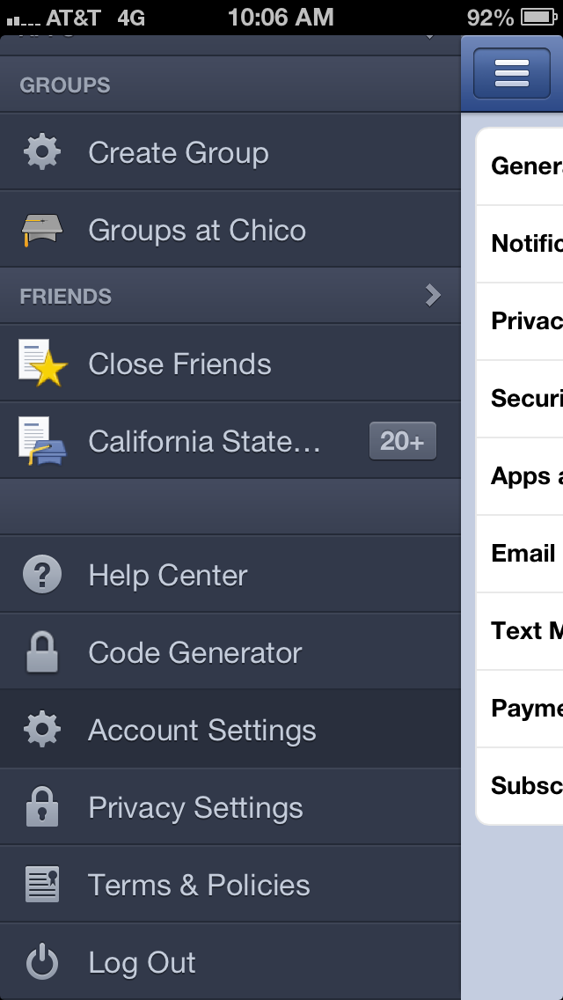 AT&T 4G 10:06 AM 92%
GROUPS
Create Group
Groups at Chico
FRIENDS
Close Friends
California State... 20+
Help Center
Code Generator
Account Settings
Privacy Settings
Terms & Policies
Log Out
Genera
Notific
Privac
Securi
Apps a
Email
Text M
Payme
Subsc